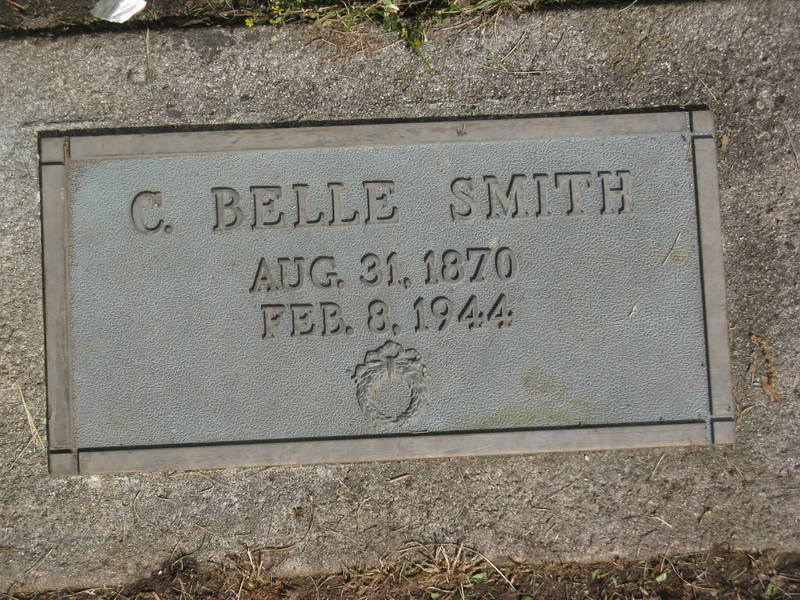 C. BELLE SMITH
AUG. 31, 1870
FEB. 8, 1944